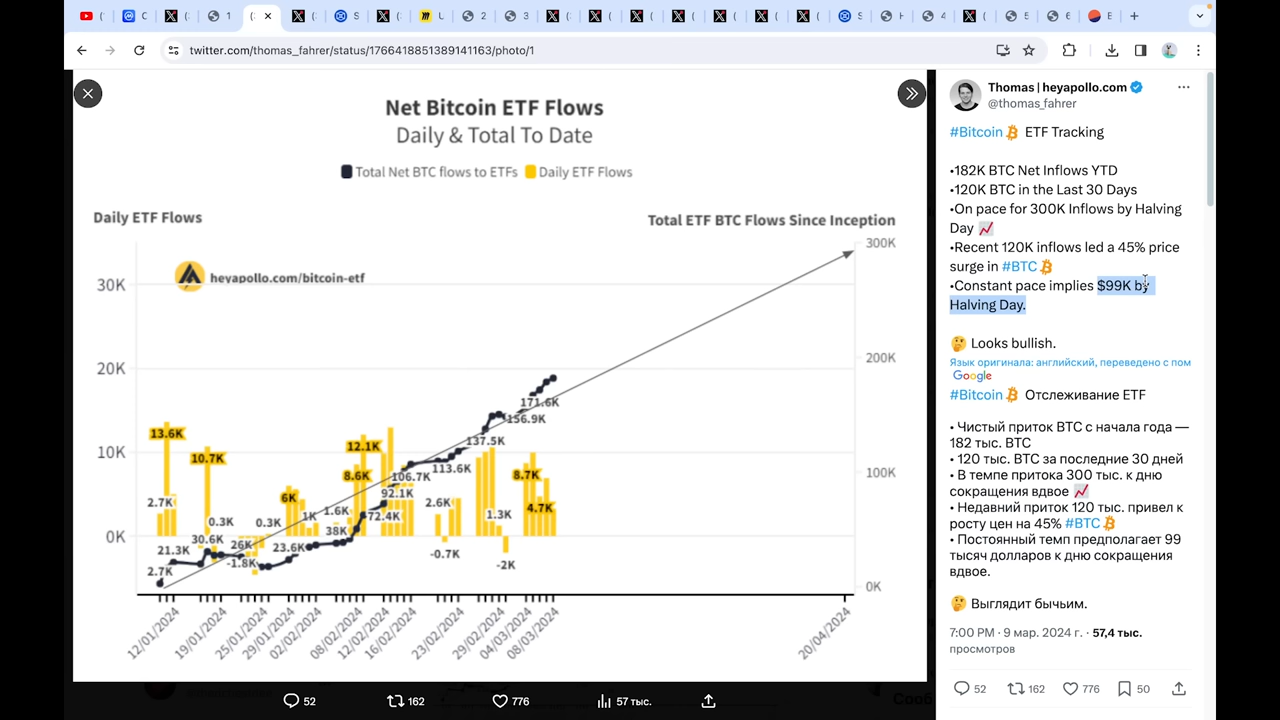 twitter.com/thomas_fahrer/status/1766418851389141163/photo/1
Net Bitcoin ETF Flows
Daily & Total To Date
Total Net BTC flows to ETFs Daily ETF Flows
Daily ETF Flows
Total ETF BTC Flows Since Inception
heyapollo.com/bitcoin-etf
30K
20K
10K
0K
300K
200K
100K
0K
13.6K
2.7K
2.7K
21.3K
10.7K
0.3K
30.6K
26K
-1.8K
0.3K
6K
23.6K
1K
1.6K
38K
12.1K
8.6K
72.4K
92.1K
106.7K
2.6K
113.6K
-0.7K
137.5K
1.3K
-2K
156.9K
171.6K
8.7K
4.7K
12/01/2024
19/01/2024
25/01/2024
29/01/2024
02/02/2024
08/02/2024
12/02/2024
16/02/2024
23/02/2024
29/02/2024
04/03/2024
08/03/2024
20/04/2024
52 162 776 57 тыс.
Thomas | heyapollo.com
@thomas_fahrer
#Bitcoin ETF Tracking
•182K BTC Net Inflows YTD
•120K BTC in the Last 30 Days
•On pace for 300K Inflows by Halving
Day
•Recent 120K inflows led a 45% price
surge in #BTC
•Constant pace implies $99K by
Halving Day.
Looks bullish.
Язык оригинала: английский, переведено с пом
Google
#Bitcoin Отслеживание ETF
• Чистый приток BTC с начала года —
182 тыс. BTC
• 120 тыс. BTC за последние 30 дней
• В темпе притока 300 тыс. к дню
сокращения вдвое
• Недавний приток 120 тыс. привел к
росту цен на 45% #BTC
• Постоянный темп предполагает 99
тысяч долларов к дню сокращения
вдвое.
Выглядит бычьим.
7:00 PM · 9 мар. 2024 г. · 57,4 тыс.
просмотров
52 162 776 50